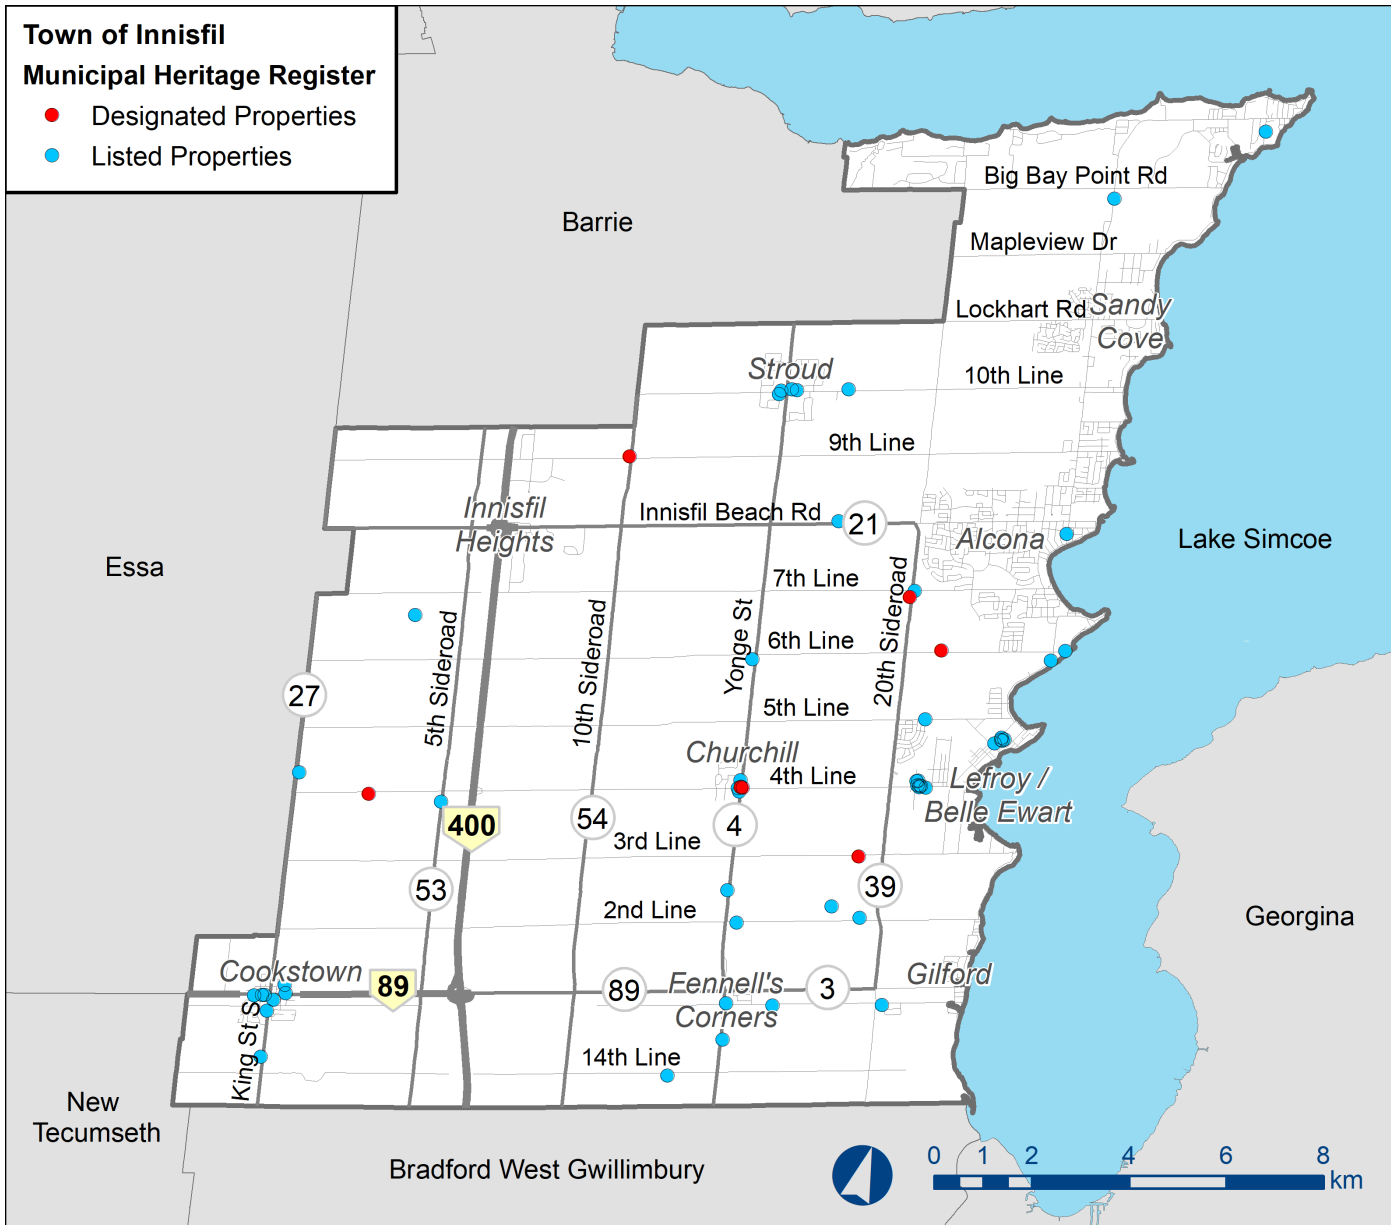 Town of Innisfil
Municipal Heritage Register
Designated Properties
Listed Properties
Big Bay Point Rd
Barrie
Mapleview Dr
Lockhart Rd
Sandy
Cove
Stroud
10th Line
9th Line
Innisfil
Heights
Innisfil Beach Rd
21
Alcona
Lake Simcoe
Essa
7th Line
20th Sideroad
5th Sideroad
10th Sideroad
Yonge St
6th Line
27
5th Line
Churchill
4th Line
Lefroy /
Belle Ewart
400
54
4
3rd Line
53
39
2nd Line
Georgina
Cookstown
89
89
Fennell's
Corners
3
Gilford
King St S
14th Line
New
Tecumseth
Bradford West Gwillimbury
0 1 2 4 6 8
km